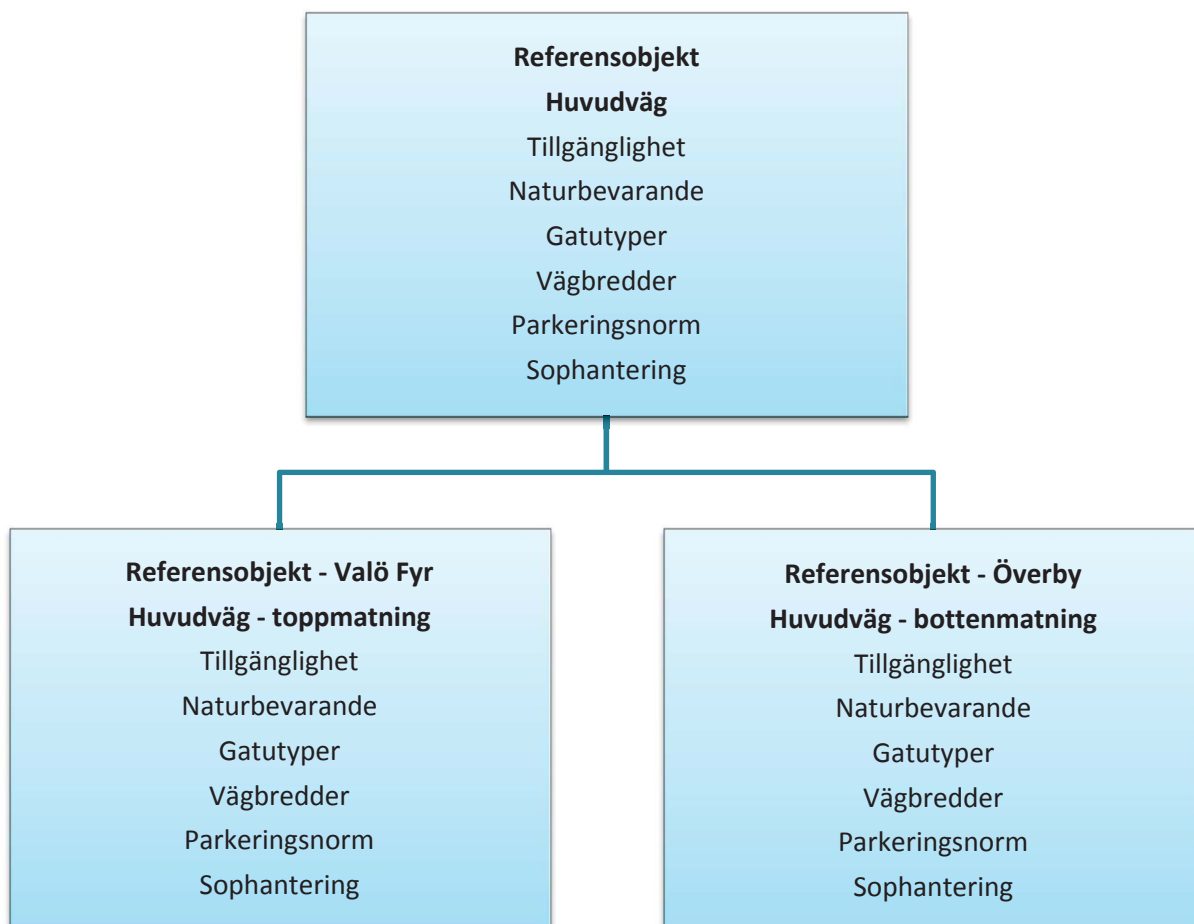 Referensobjekt
Huvudväg
Tillgänglighet
Naturbevarande
Gatutyper
Vägbredder
Parkeringsnorm
Sophantering
Referensobjekt - Valö Fyr
Huvudväg - toppmatning
Tillgänglighet
Naturbevarande
Gatutyper
Vägbredder
Parkeringsnorm
Sophantering
Referensobjekt - Överby
Huvudväg - bottenmatning
Tillgänglighet
Naturbevarande
Gatutyper
Vägbredder
Parkeringsnorm
Sophantering